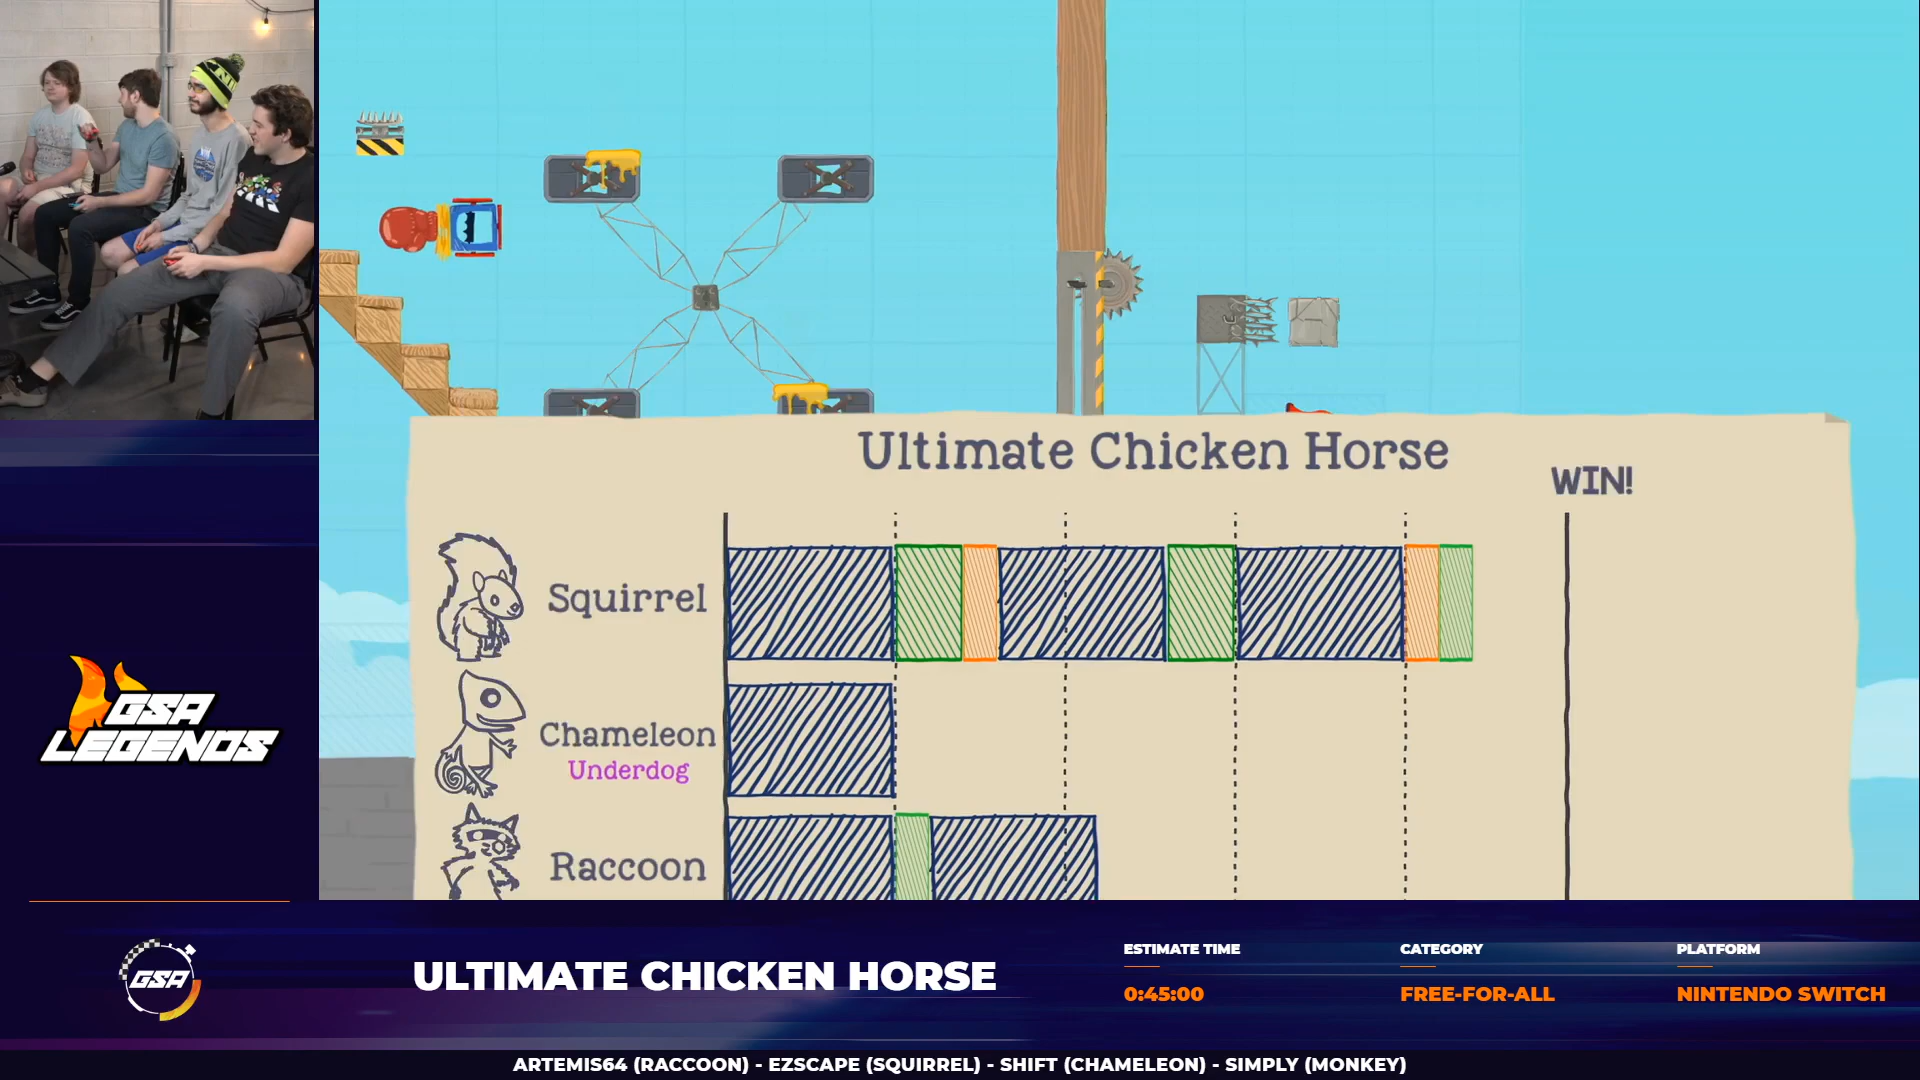 Ultimate Chicken Horse
WIN!
Squirrel
Chameleon
Underdog
Raccoon
GSA
LEGENDS
GSA
ULTIMATE CHICKEN HORSE
ESTIMATE TIME
0:45:00
CATEGORY
FREE-FOR-ALL
PLATFORM
NINTENDO SWITCH
ARTEMIS64 (RACCOON) - EZSCAPE (SQUIRREL) - SHIFT (CHAMELEON) - SIMPLY (MONKEY)